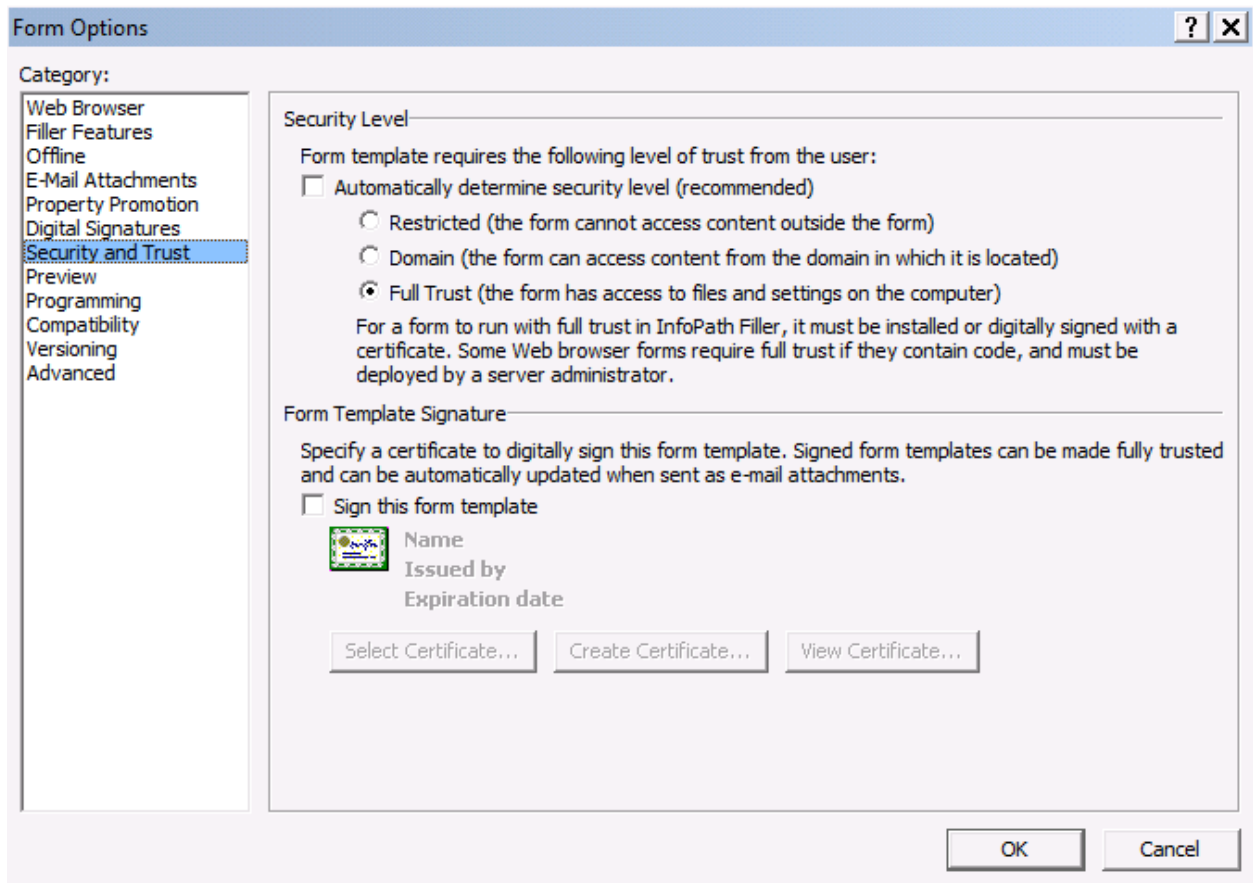 Form Options
Category:
Web Browser
Filler Features
Offline
E-Mail Attachments
Property Promotion
Digital Signatures
Security and Trust
Preview
Programming
Compatibility
Versioning
Advanced
Security Level
Form template requires the following level of trust from the user:
Automatically determine security level (recommended)
Restricted (the form cannot access content outside the form)
Domain (the form can access content from the domain in which it is located)
Full Trust (the form has access to files and settings on the computer)
For a form to run with full trust in InfoPath Filler, it must be installed or digitally signed with a
certificate. Some Web browser forms require full trust if they contain code, and must be
deployed by a server administrator.
Form Template Signature
Specify a certificate to digitally sign this form template. Signed form templates can be made fully trusted
and can be automatically updated when sent as e-mail attachments.
Sign this form template
Name
Issued by
Expiration date
Select Certificate... Create Certificate... View Certificate...
OK Cancel